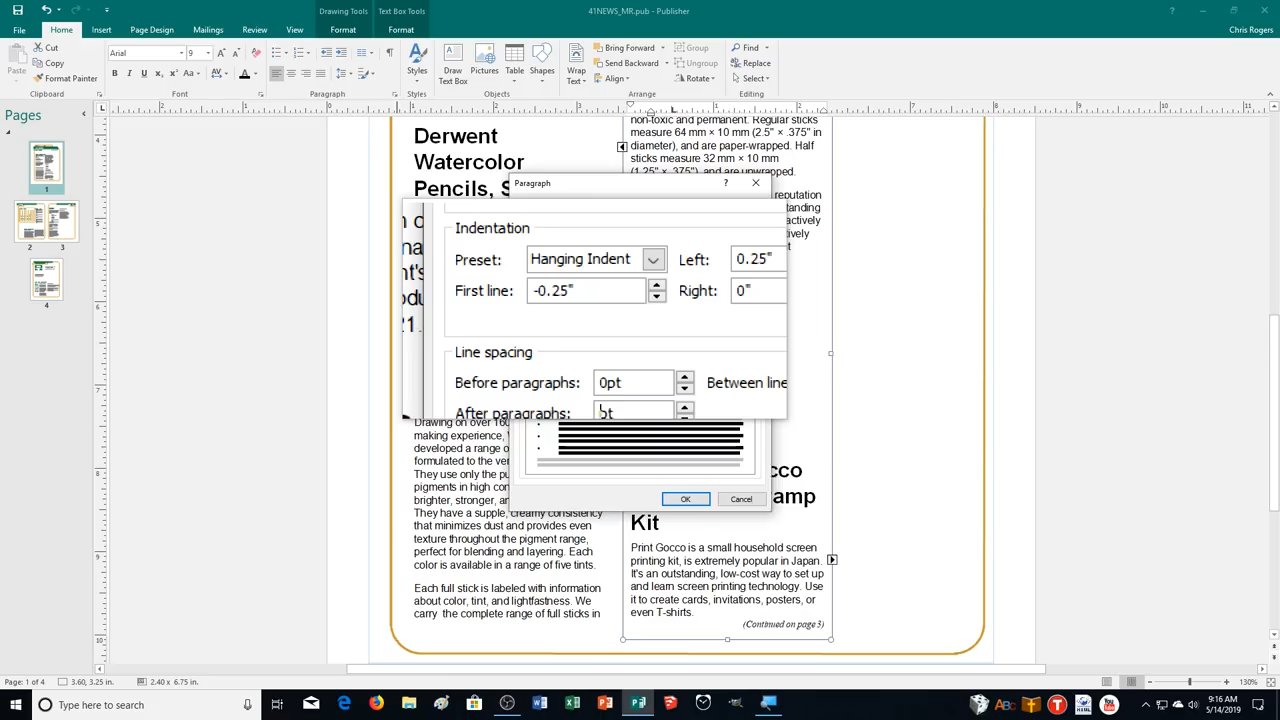 Drawing Tools
Text Box Tools
41NEWS_MR.pub - Publisher
File
Home
Insert
Page Design
Mailings
Review
View
Format
Format
Chris Rogers
Paste
Cut
Copy
Format Painter
Clipboard
Arial
9
Font
Paragraph
Styles
Styles
Draw
Text Box
Pictures
Table
Shapes
Objects
Wrap
Text
Bring Forward
Send Backward
Align
Group
Ungroup
Rotate
Arrange
Find
Replace
Select
Editing
Pages
1
2 3
4
Derwent
Watercolor
Pencils, S
non-toxic and permanent. Regular sticks
measure 64 mm × 10 mm (2.5" × .375" in
diameter), and are paper-wrapped. Half
sticks measure 32 mm × 10 mm
(1.25" × .375"), and are unwrapped.
reputation
Paragraph
Indentation
Preset: Hanging Indent Left: 0.25"
First line: -0.25" Right: 0"
Line spacing
Before paragraphs: 0pt Between line
After paragraphs:
OK
Cancel
Drawing on over 16
making experience,
developed a range o
formulated to the ver
They use only the pu
pigments in high con
brighter, stronger, an
They have a supple, creamy consistency
that minimizes dust and provides even
texture throughout the pigment range,
perfect for blending and layering. Each
color is available in a range of five tints.
Each full stick is labeled with information
about color, tint, and lightfastness. We
carry the complete range of full sticks in
cco
amp
Kit
Print Gocco is a small household screen
printing kit, is extremely popular in Japan.
It's an outstanding, low-cost way to set up
and learn screen printing technology. Use
it to create cards, invitations, posters, or
even T-shirts.
(Continued on page 3)
Page: 1 of 4
3.60, 3.25 in.
2.40 x 6.75 in.
130%
Type here to search
9:16 AM
5/14/2019